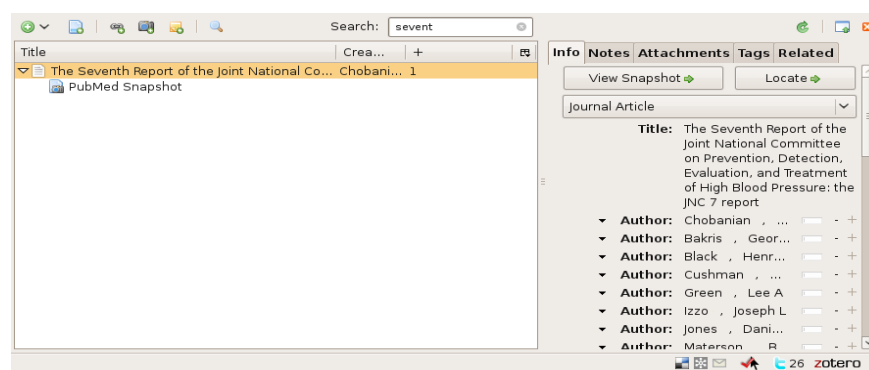 Search: sevent
Title Crea... +
The Seventh Report of the Joint National Co... Chobani... 1
PubMed Snapshot
Info Notes Attachments Tags Related
View Snapshot Locate
Journal Article
Title: The Seventh Report of the
Joint National Committee
on Prevention, Detection,
Evaluation, and Treatment
of High Blood Pressure: the
JNC 7 report
Author: Chobanian , ... - +
Author: Bakris , Geor... - +
Author: Black , Henr... - +
Author: Cushman , ... - +
Author: Green , Lee A - +
Author: Izzo , Joseph L - +
Author: Jones , Dani... - +
Author: Materson B - +
26 zotero